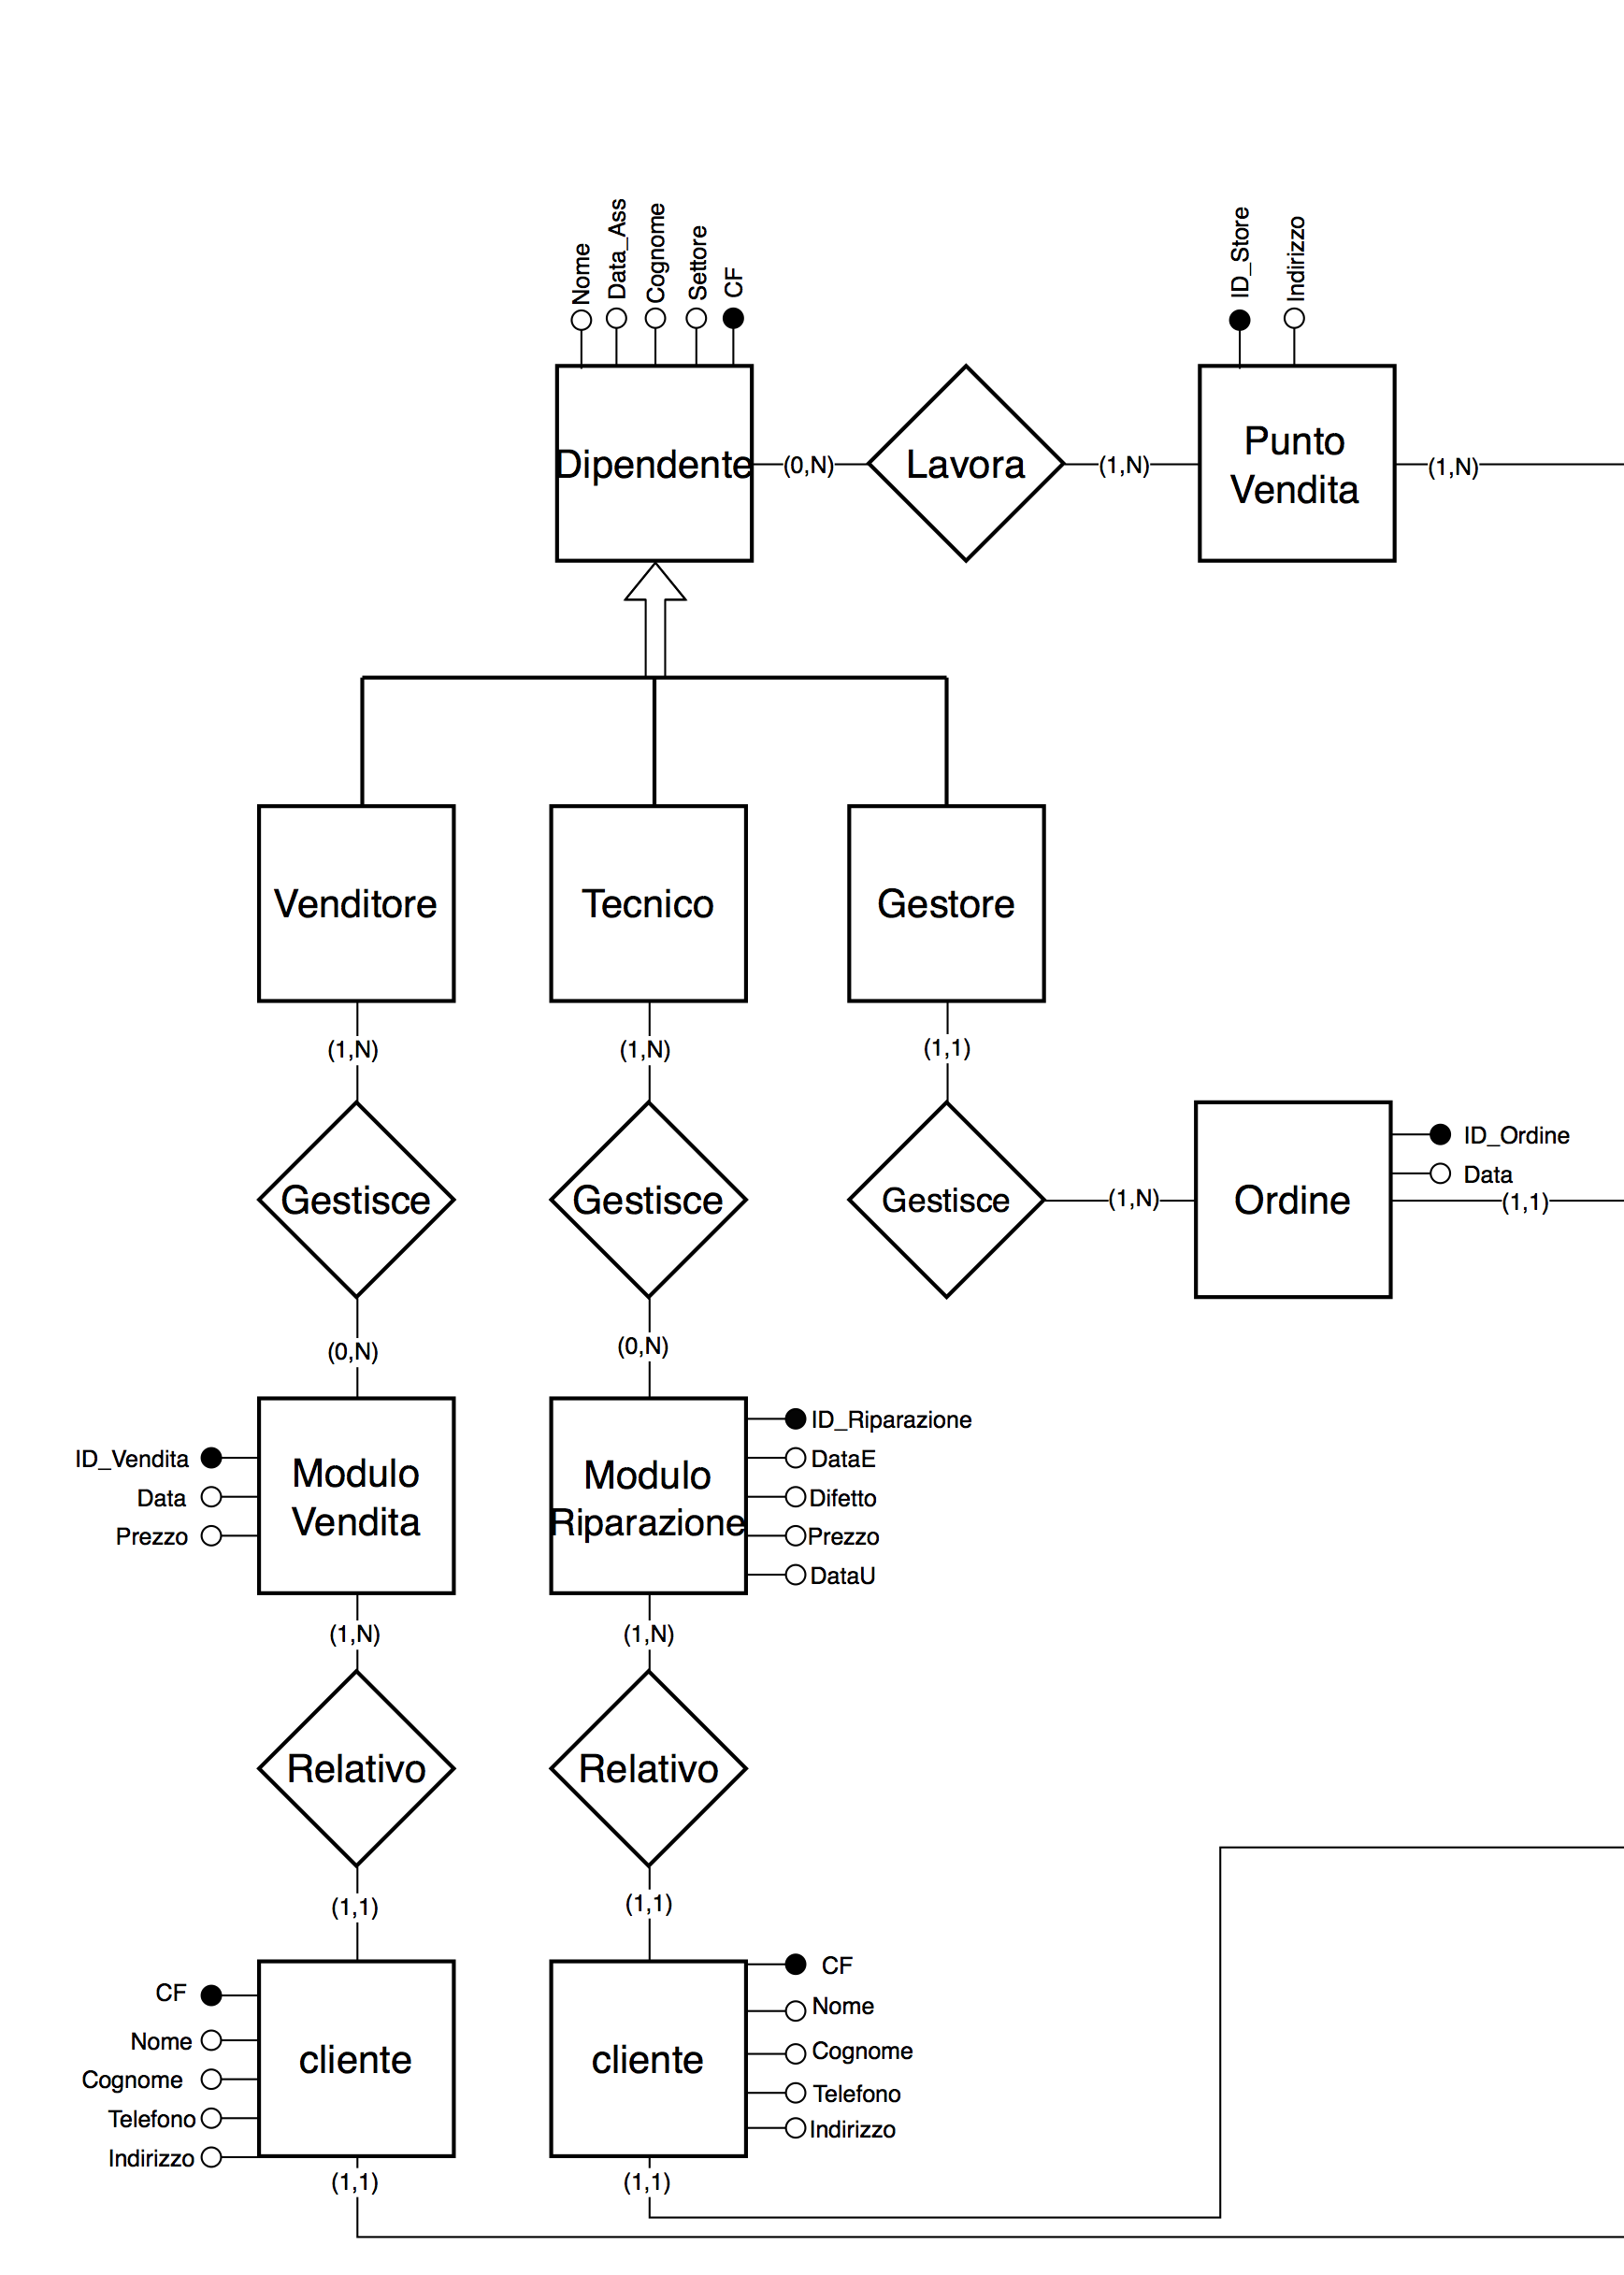 Nome
Data_Ass
Cognome
Settore
CF
ID_Store
Indirizzo
Dipendente
(0,N)
Lavora
(1,N)
Punto
Vendita
(1,N)
Venditore
Tecnico
Gestore
(1,N)
(1,N)
(1,1)
Gestisce
Gestisce
Gestisce
(1,N)
Ordine
ID_Ordine
Data
(1,1)
(0,N)
(0,N)
ID_Vendita
Data
Prezzo
Modulo
Vendita
Modulo
Riparazione
ID_Riparazione
DataE
Difetto
Prezzo
DataU
(1,N)
(1,N)
Relativo
Relativo
(1,1)
(1,1)
CF
Nome
Cognome
Telefono
Indirizzo
cliente
cliente
CF
Nome
Cognome
Telefono
Indirizzo
(1,1)
(1,1)